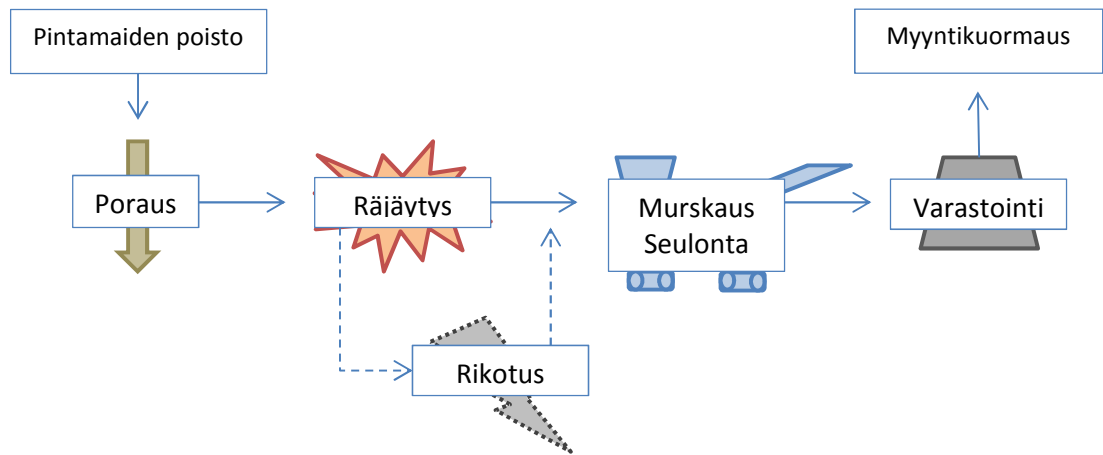 Pintamaiden poisto
Myyntikuormaus
Poraus
Räjäytys
Murskaus
Seulonta
Varastointi
Rikotus